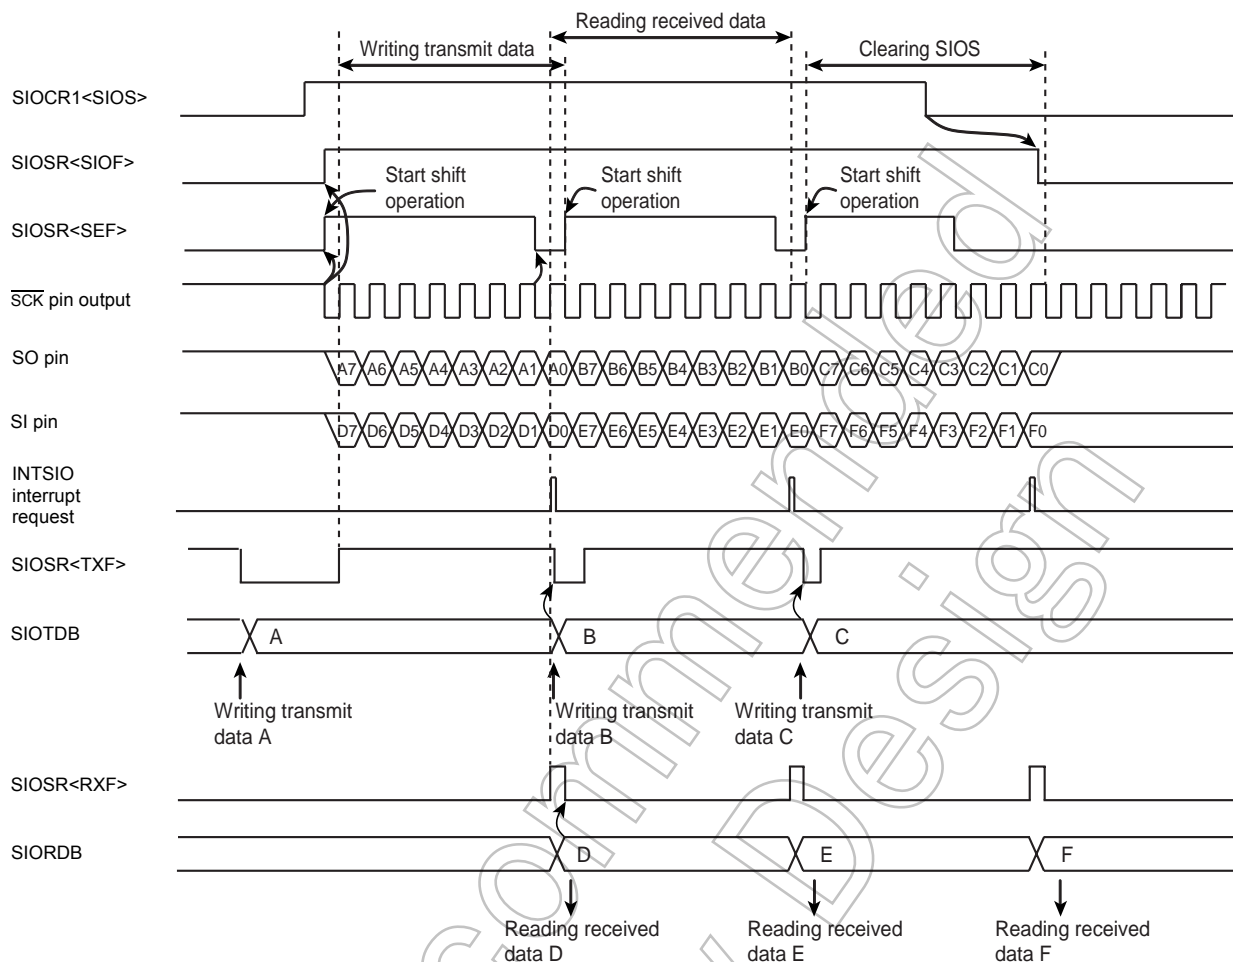 Reading received data
Writing transmit data
Clearing SIOS
SIOCR1<SIOS>
SIOSR<SIOF>
Start shift
operation
Start shift
operation
Start shift
operation
SIOSR<SEF>
SCK pin output
SO pin
A7 A6 A5 A4 A3 A2 A1 A0 B7 B6 B5 B4 B3 B2 B1 B0 C7 C6 C5 C4 C3 C2 C1 C0
SI pin
D7 D6 D5 D4 D3 D2 D1 D0 E7 E6 E5 E4 E3 E2 E1 E0 F7 F6 F5 F4 F3 F2 F1 F0
INTSIO
interrupt
request
SIOSR<TXF>
SIOTDB
A
B
C
Writing transmit
data A
Writing transmit
data B
Writing transmit
data C
SIOSR<RXF>
SIORDB
D
E
F
Reading received
data D
Reading received
data E
Reading received
data F
Design